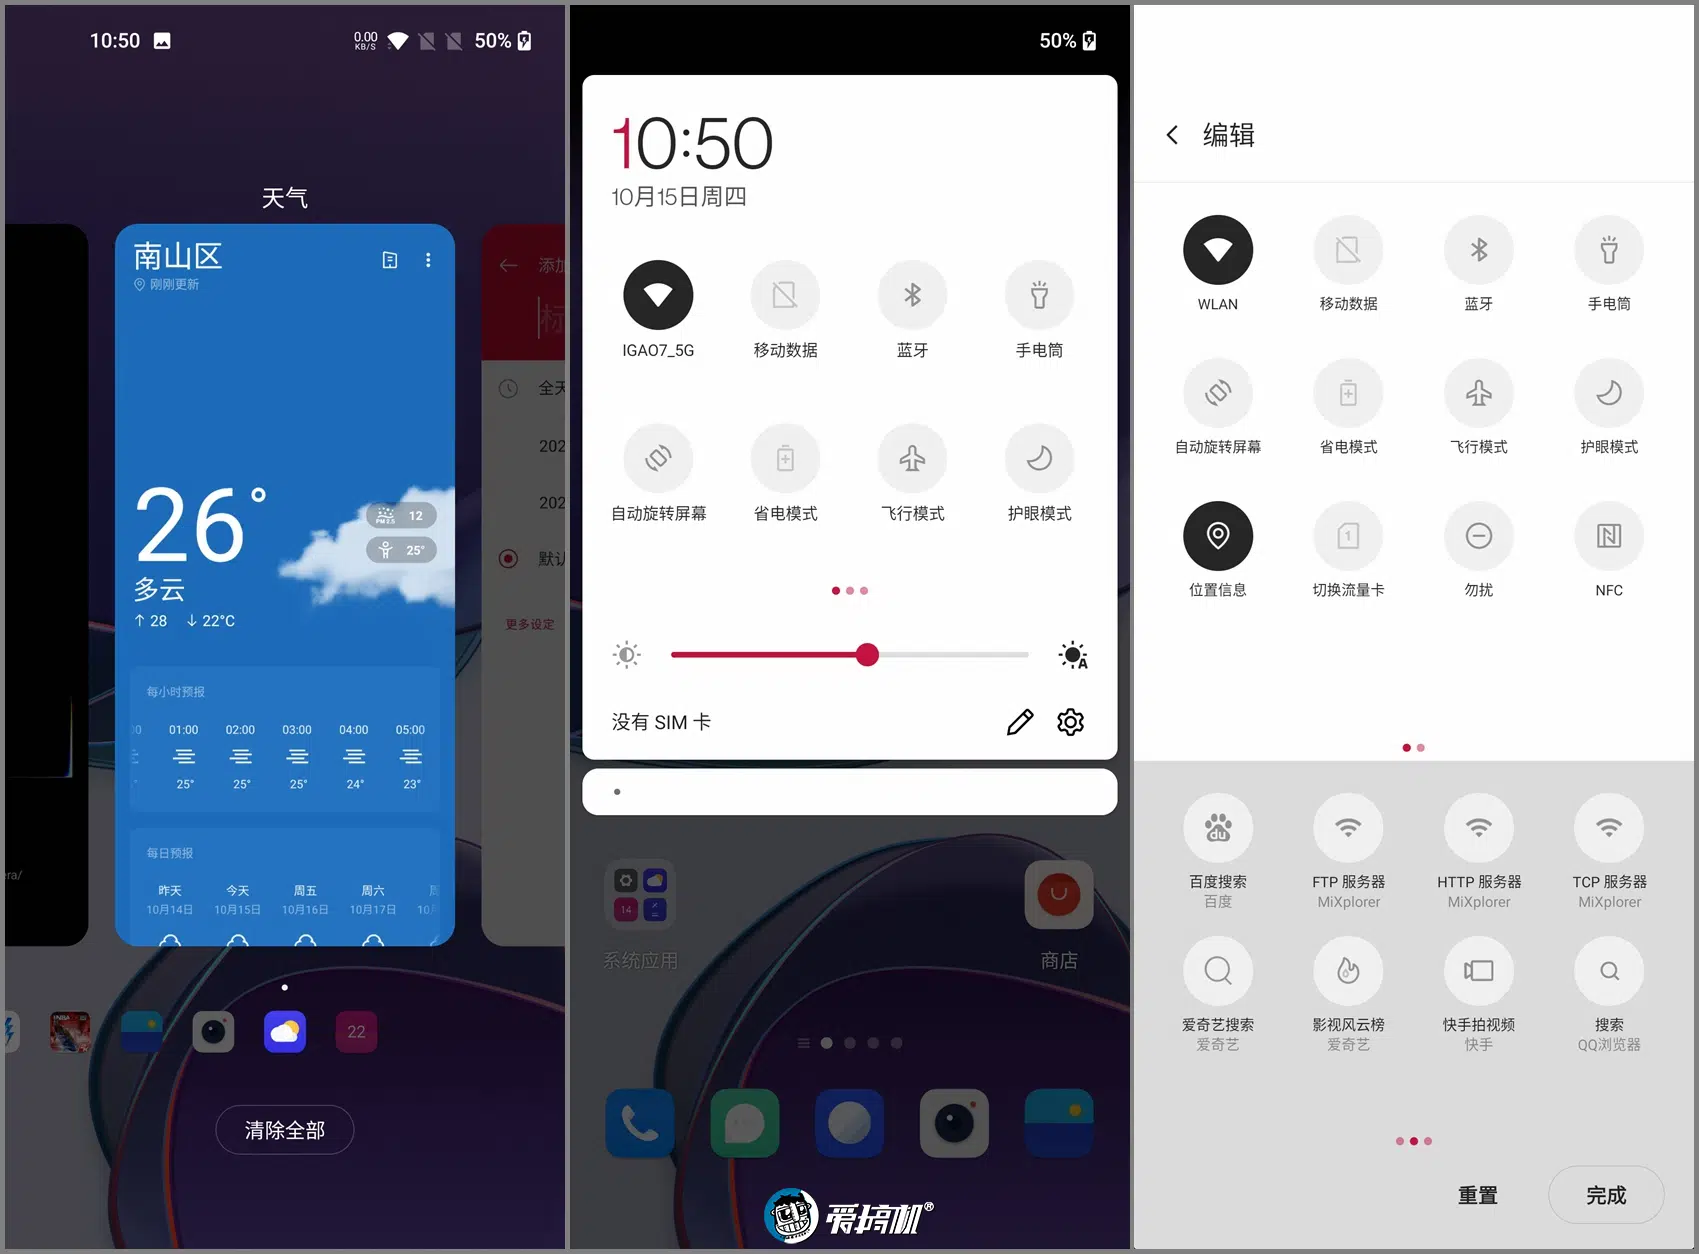 10:50
0.00
KB/S
50%
天气
南山区
刚刚更新
26°
多云
↑ 28 ↓ 22°C
PM2.5 12
25°
每小时预报
01:00 02:00 03:00 04:00 05:00
25° 25° 25° 24° 23°
每日预报
昨天 今天 周五 周六
10月14日 10月15日 10月16日 10月17日
添加
标
全天
202
202
默认
更多设定
era/
22
清除全部
50%
10:50
10月15日周四
IGAO7_5G 移动数据 蓝牙 手电筒
自动旋转屏幕 省电模式 飞行模式 护眼模式
A
没有 SIM 卡
14
系统应用 商店
爱搞机®
编辑
WLAN 移动数据 蓝牙 手电筒
自动旋转屏幕 省电模式 飞行模式 护眼模式
1
位置信息 切换流量卡 勿扰 NFC
du
百度搜索 FTP 服务器 HTTP 服务器 TCP 服务器
百度 MiXplorer MiXplorer MiXplorer
爱奇艺搜索 影视风云榜 快手拍视频 搜索
爱奇艺 爱奇艺 快手 QQ浏览器
重置 完成